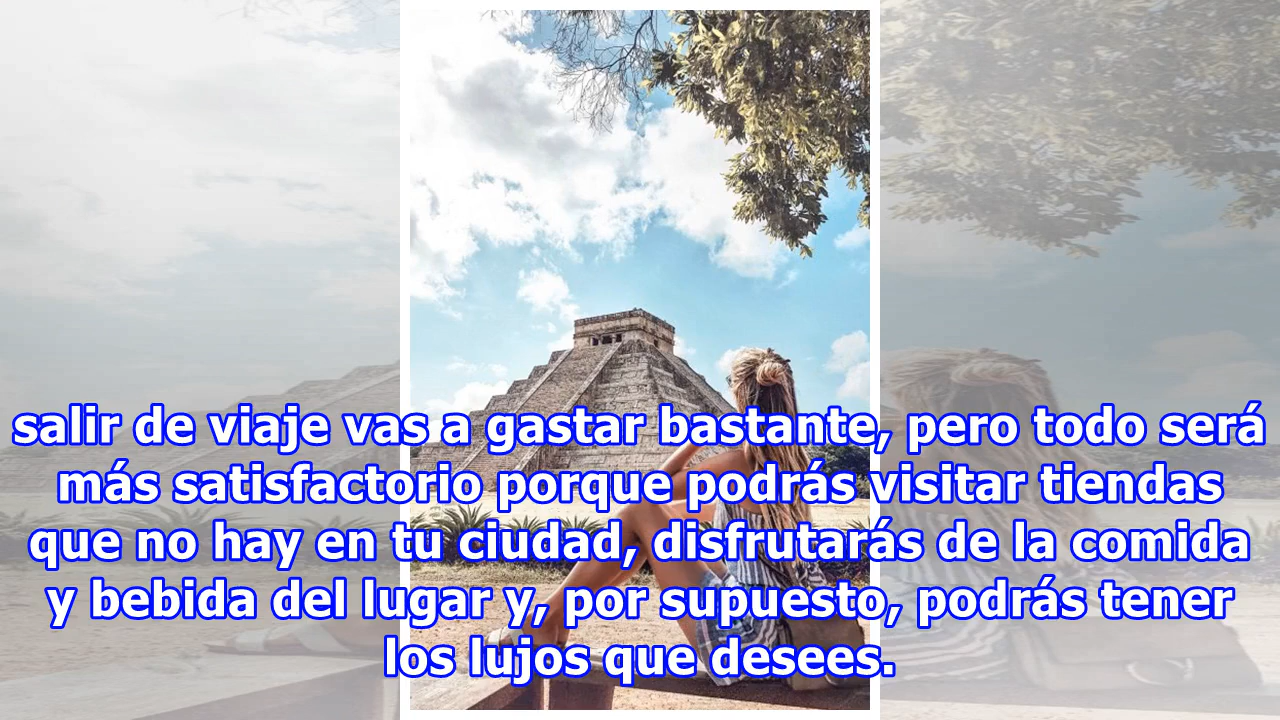 salir de viaje vas a gastar bastante, pero todo será
más satisfactorio porque podrás visitar tiendas
que no hay en tu ciudad, disfrutarás de la comida
y bebida del lugar y, por supuesto, podrás tener
los lujos que desees.